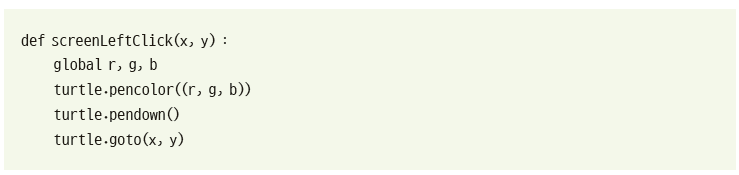 def screenLeftClick(x, y) :
    global r, g, b
    turtle.pencolor((r, g, b))
    turtle.pendown()
    turtle.goto(x, y)